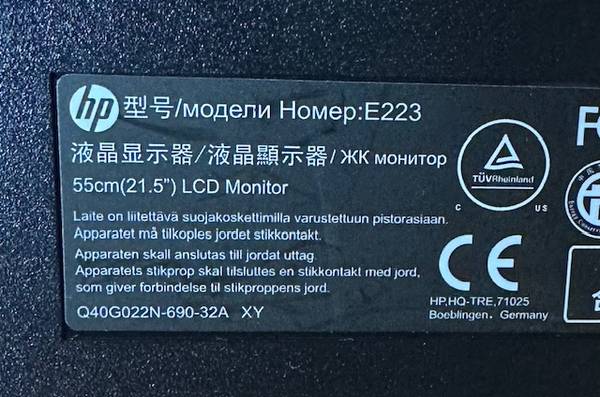 hp 型号/модели Номер:E223
液晶显示器/液晶顯示器/ЖК монитор
55cm(21.5") LCD Monitor
Laite on liitettävä suojakoskettimilla varustettuun pistorasiaan.
Apparatet må tilkoples jordet stikkontakt.
Apparaten skall anslutas till jordat uttag.
Apparatets stikprop skal tilsluttes en stikkontakt med jord,
som giver forbindelse til stikproppens jord.
Q40G022N-690-32A XY
TÜVRheinland
C US
CE
HP,HQ-TRE,71025
Boeblingen, Germany